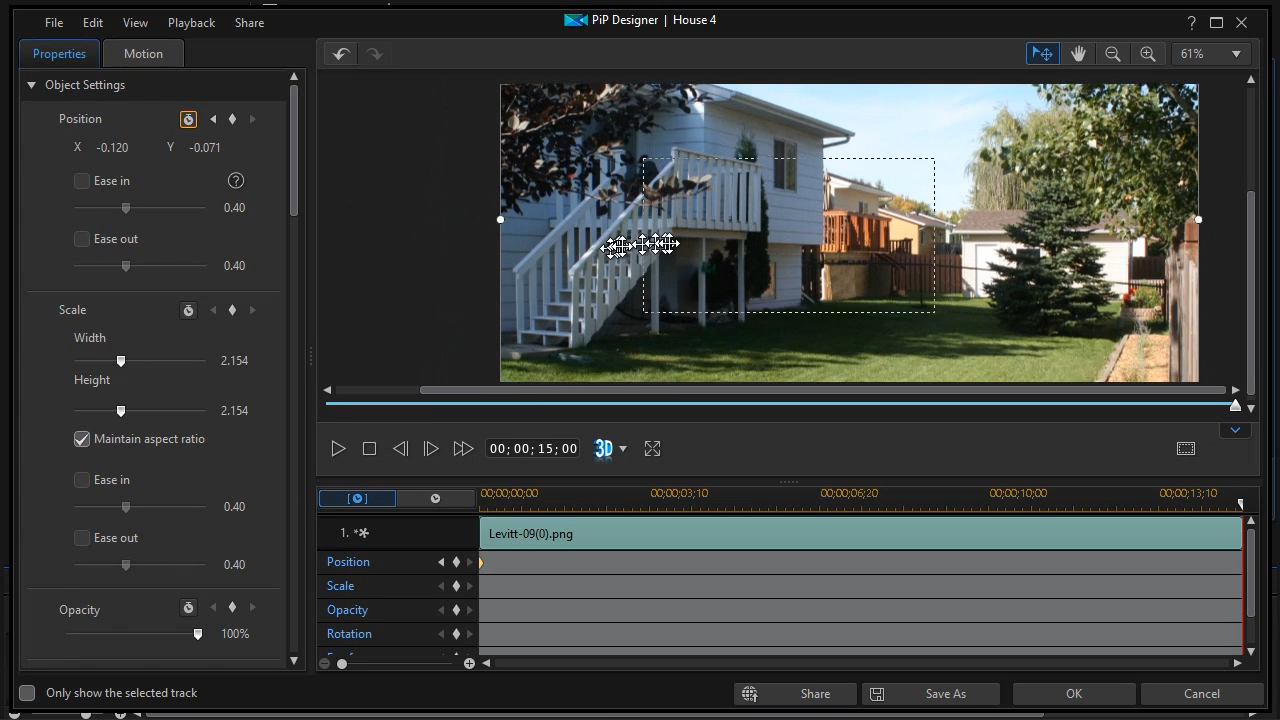 PiP Designer | House 4
File Edit View Playback Share
?
Properties Motion
61%
Object Settings
Position
X -0.120 Y -0.071
Ease in ?
0.40
Ease out
0.40
Scale
Width
2.154
Height
2.154
Maintain aspect ratio
Ease in
0.40
Ease out
0.40
Opacity
100%
00; 00; 15; 00 3D
00;00;00;00 00;00;03;10 00;00;06;20 00;00;10;00 00;00;13;10
1. Levitt-09(0).png
Position
Scale
Opacity
Rotation
Only show the selected track
Share Save As OK Cancel